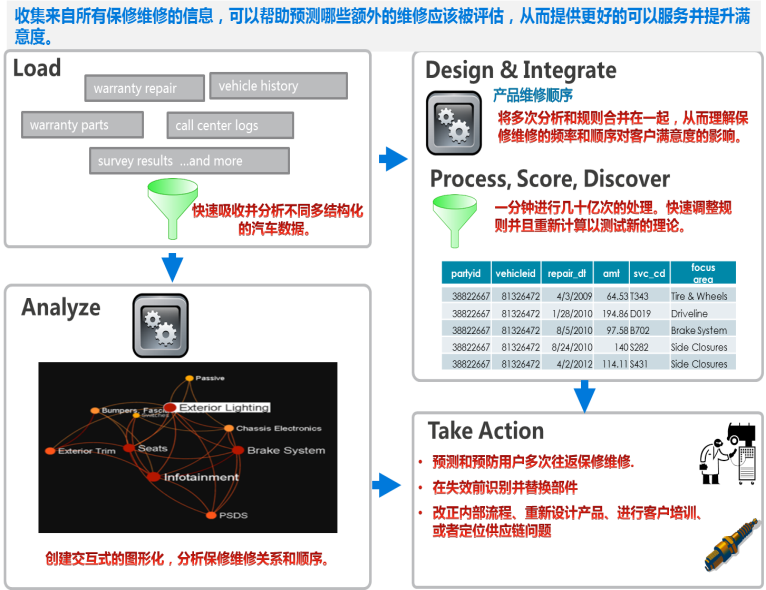 收集来自所有保修维修的信息，可以帮助预测哪些额外的维修应该被评估，从而提供更好的可以服务并提升满
意度。
Load
warranty repair
vehicle history
warranty parts
call center logs
survey results ...and more
快速吸收并分析不同多结构化
的汽车数据。
Design & Integrate
产品维修顺序
将多次分析和规则合并在一起，从而理解保
修维修的频率和顺序对客户满意度的影响。
Process, Score, Discover
一分钟进行几十亿次的处理。快速调整规
则并且重新计算以测试新的理论。
partyid vehicleid repair_dt amt svc_cd focus area
38822667 81326472 4/3/2009 64.53 T343 Tire & Wheels
38822667 81326472 1/28/2010 194.86 D019 Driveline
38822667 81326472 8/5/2010 97.58 B702 Brake System
38822667 81326472 8/24/2010 140 S282 Side Closures
38822667 81326472 4/2/2012 114.11 S431 Side Closures
Analyze
Passive
Bumpers, Fasci
Exterior Lighting
Switches
Chassis Electronics
Exterior Trim
Seats
Brake System
Infotainment
PSDS
创建交互式的图形化，分析保修维修关系和顺序。
Take Action
• 预测和预防用户多次往返保修维修.
• 在失效前识别并替换部件
• 改正内部流程、重新设计产品、进行客户培训、
或者定位供应链问题